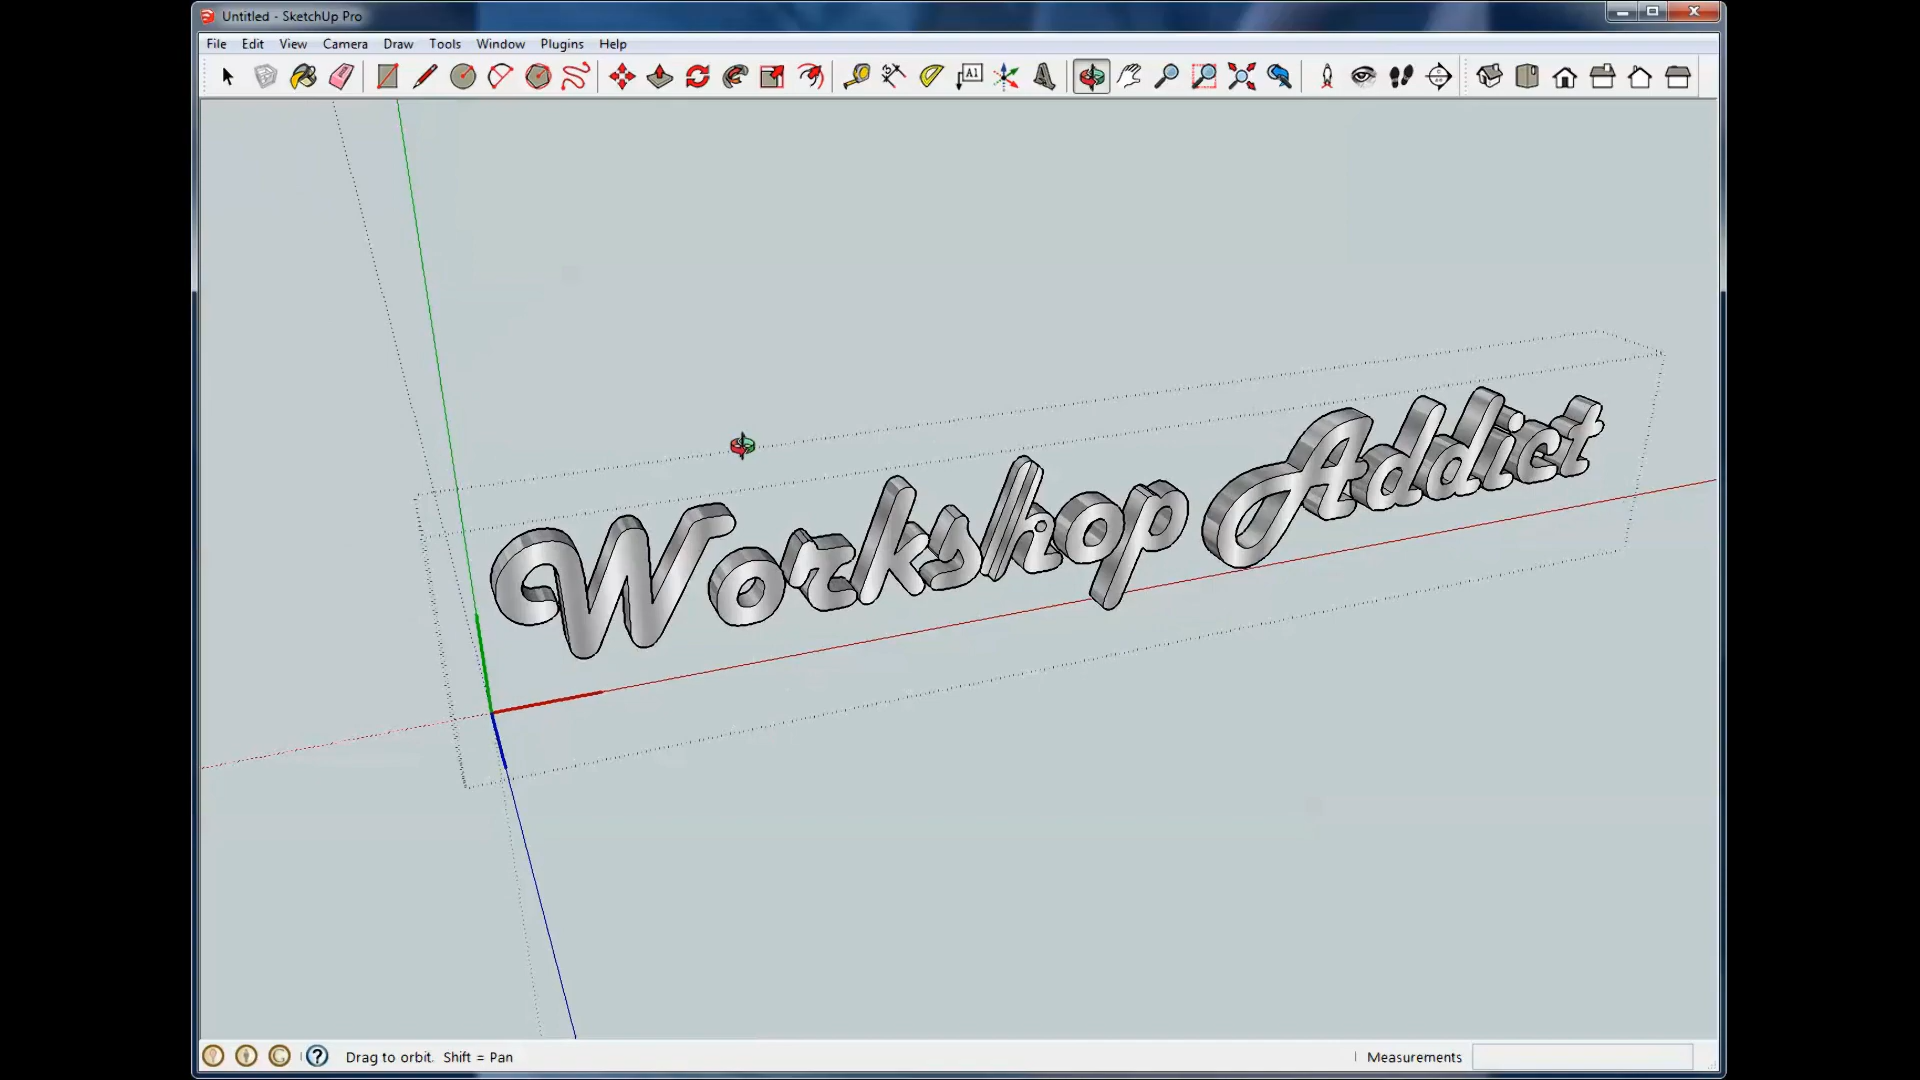 Untitled - SketchUp Pro
File Edit View Camera Draw Tools Window Plugins Help
A1
Workshop Addict
Drag to orbit. Shift = Pan
Measurements